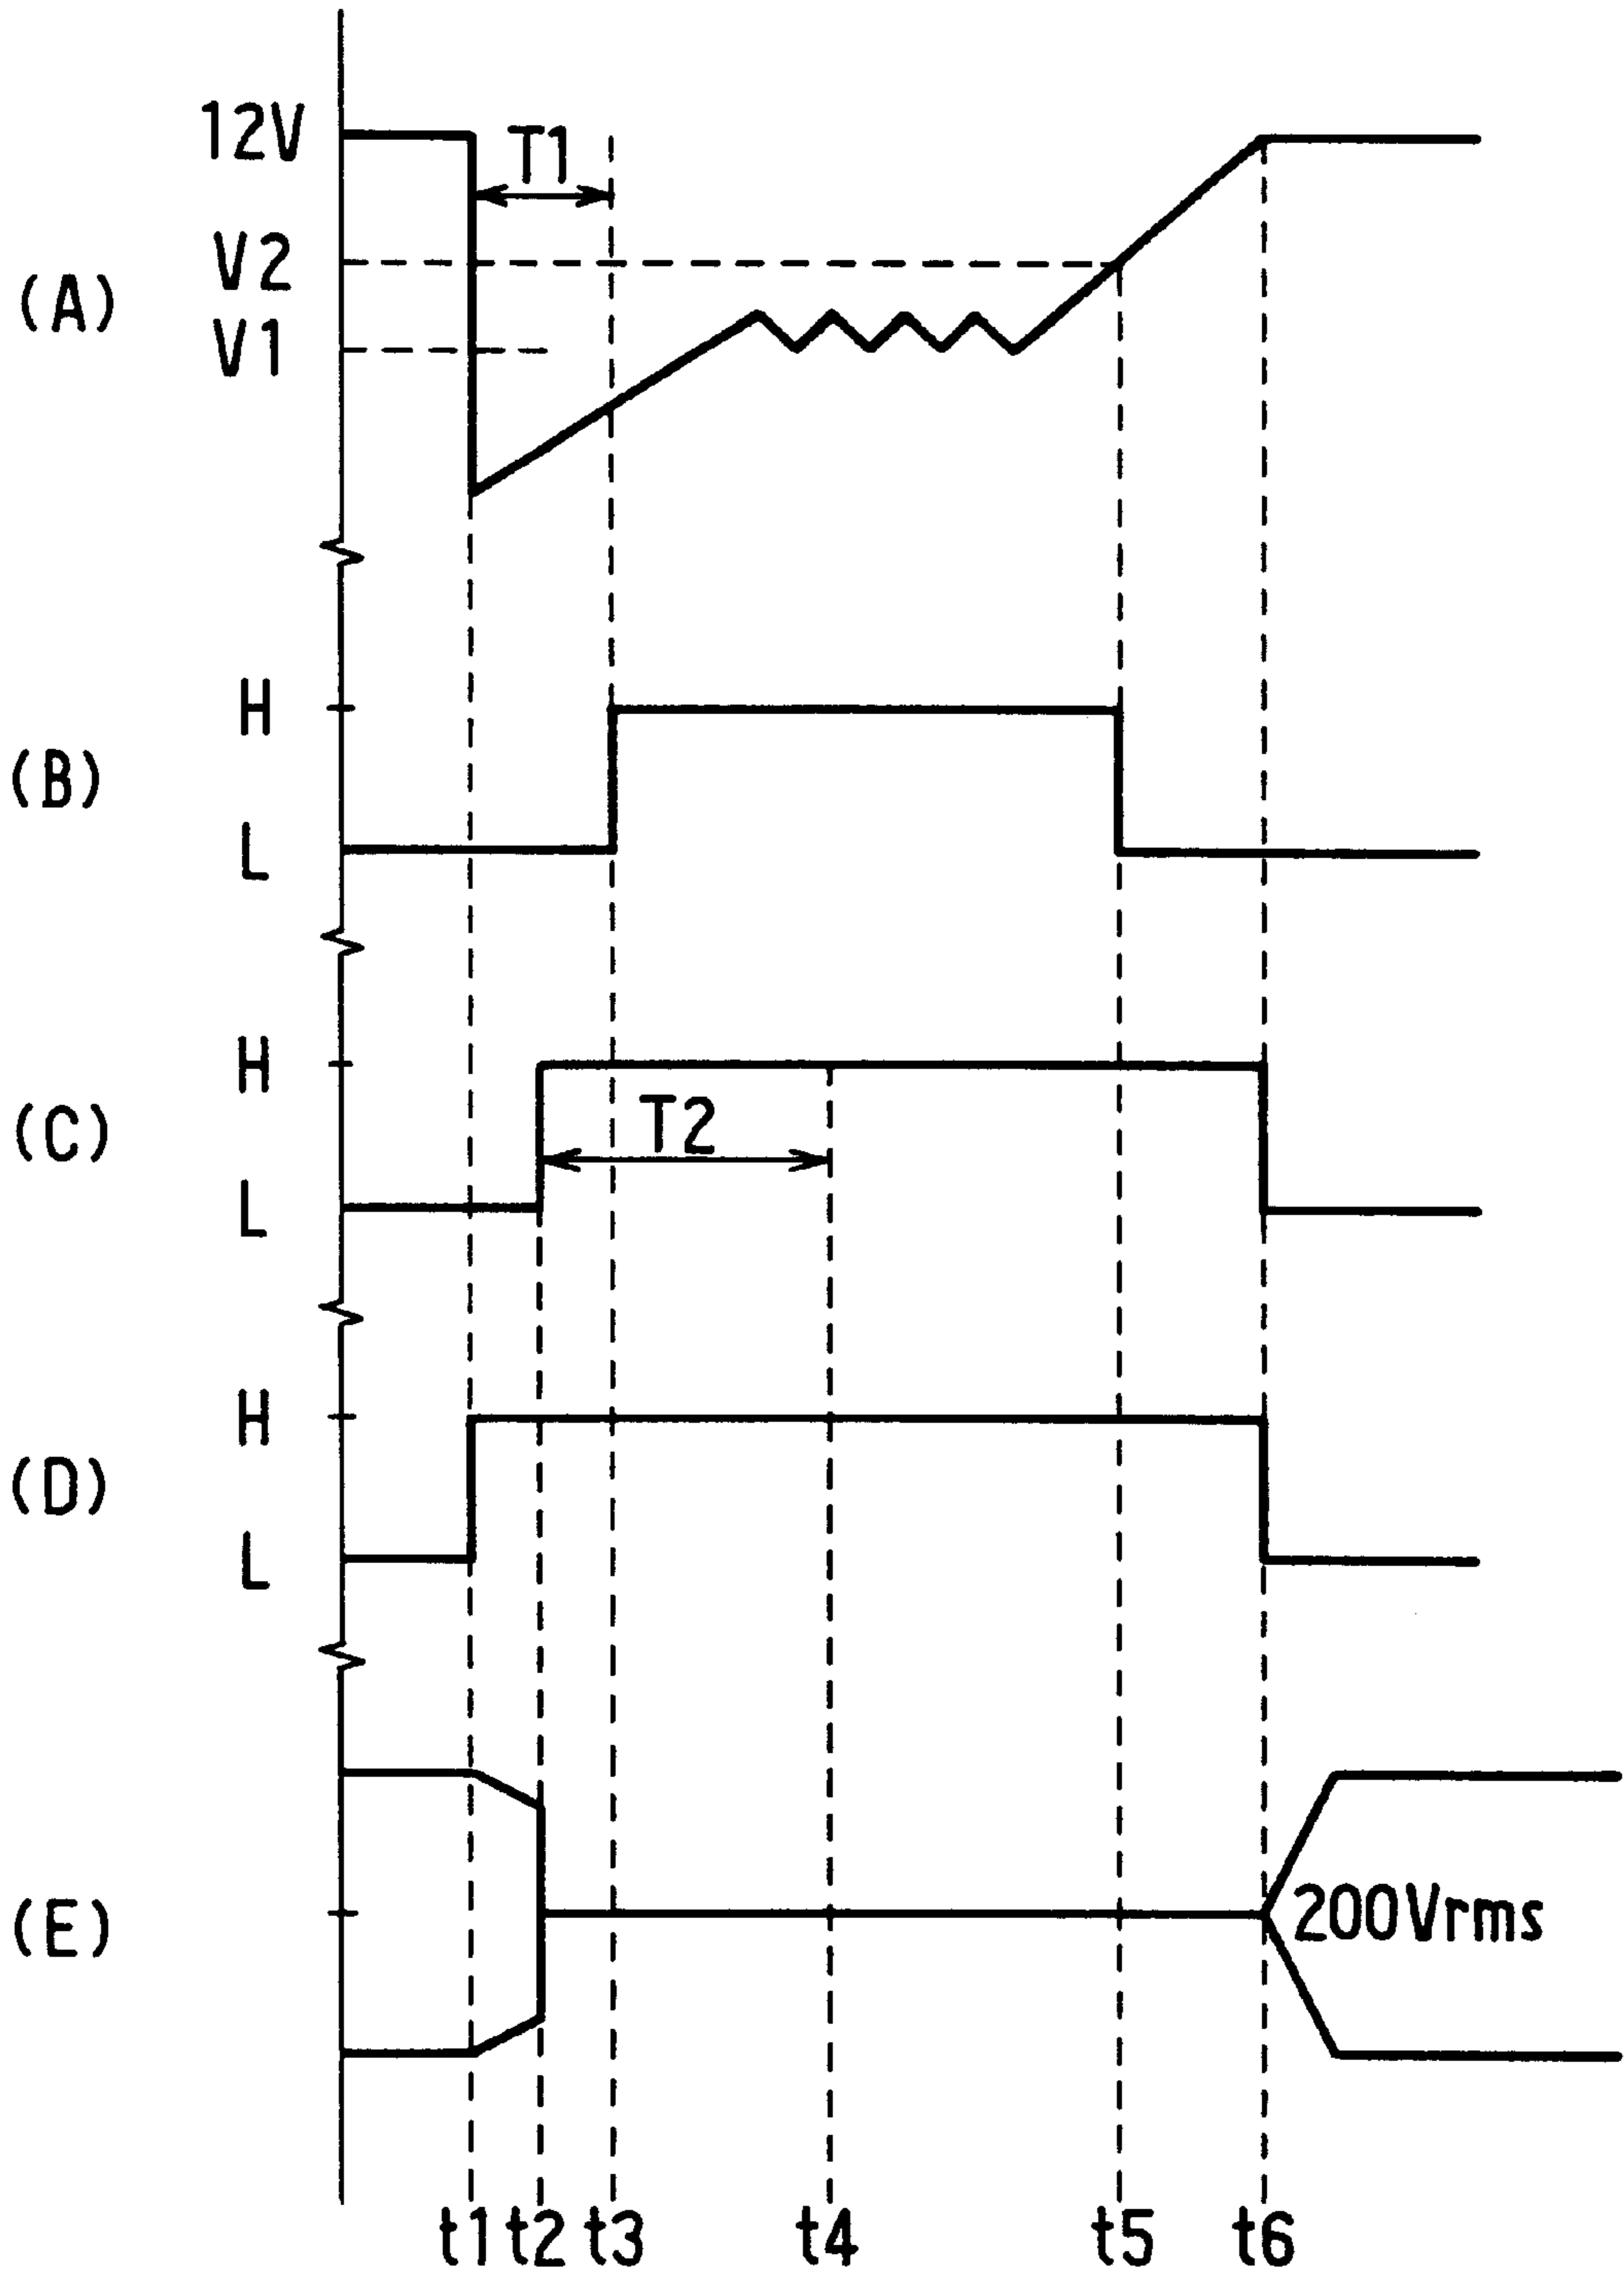 12V
T1
V2
(A)
V1
H
(B)
L
H
T2
(C)
L
H
(D)
L
(E)
200Vrms
t1 t2 t3 t4 t5 t6